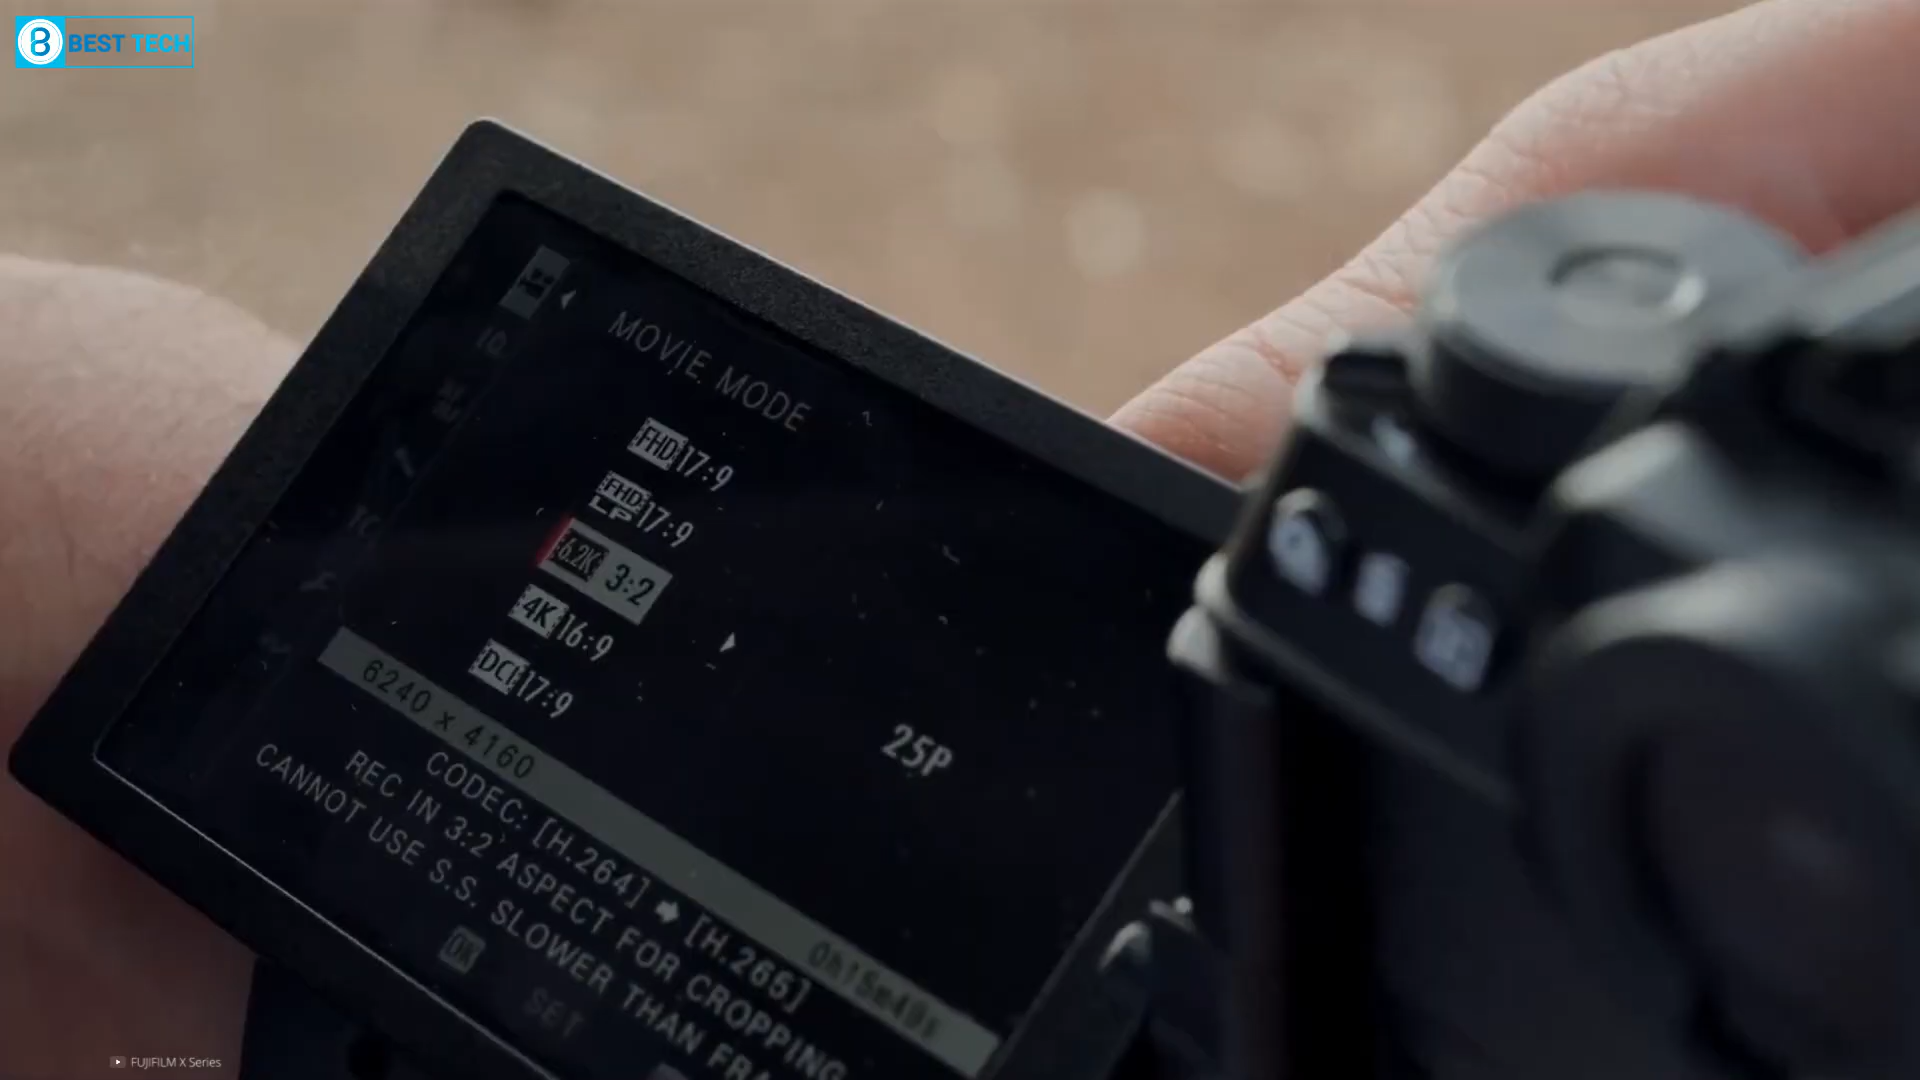 BEST TECH
MOVIE MODE
FHD 17:9
FHD LP 17:9
6.2K 3:2
4K 16:9
DCI 17:9
25P
6240 x 4160 0h15m49s
CODEC: [H.264] ➡ [H.265]
REC IN 3:2 ASPECT FOR CROPPING
CANNOT USE S.S. SLOWER THAN FRA
OK SET
FUJIFILM X Series